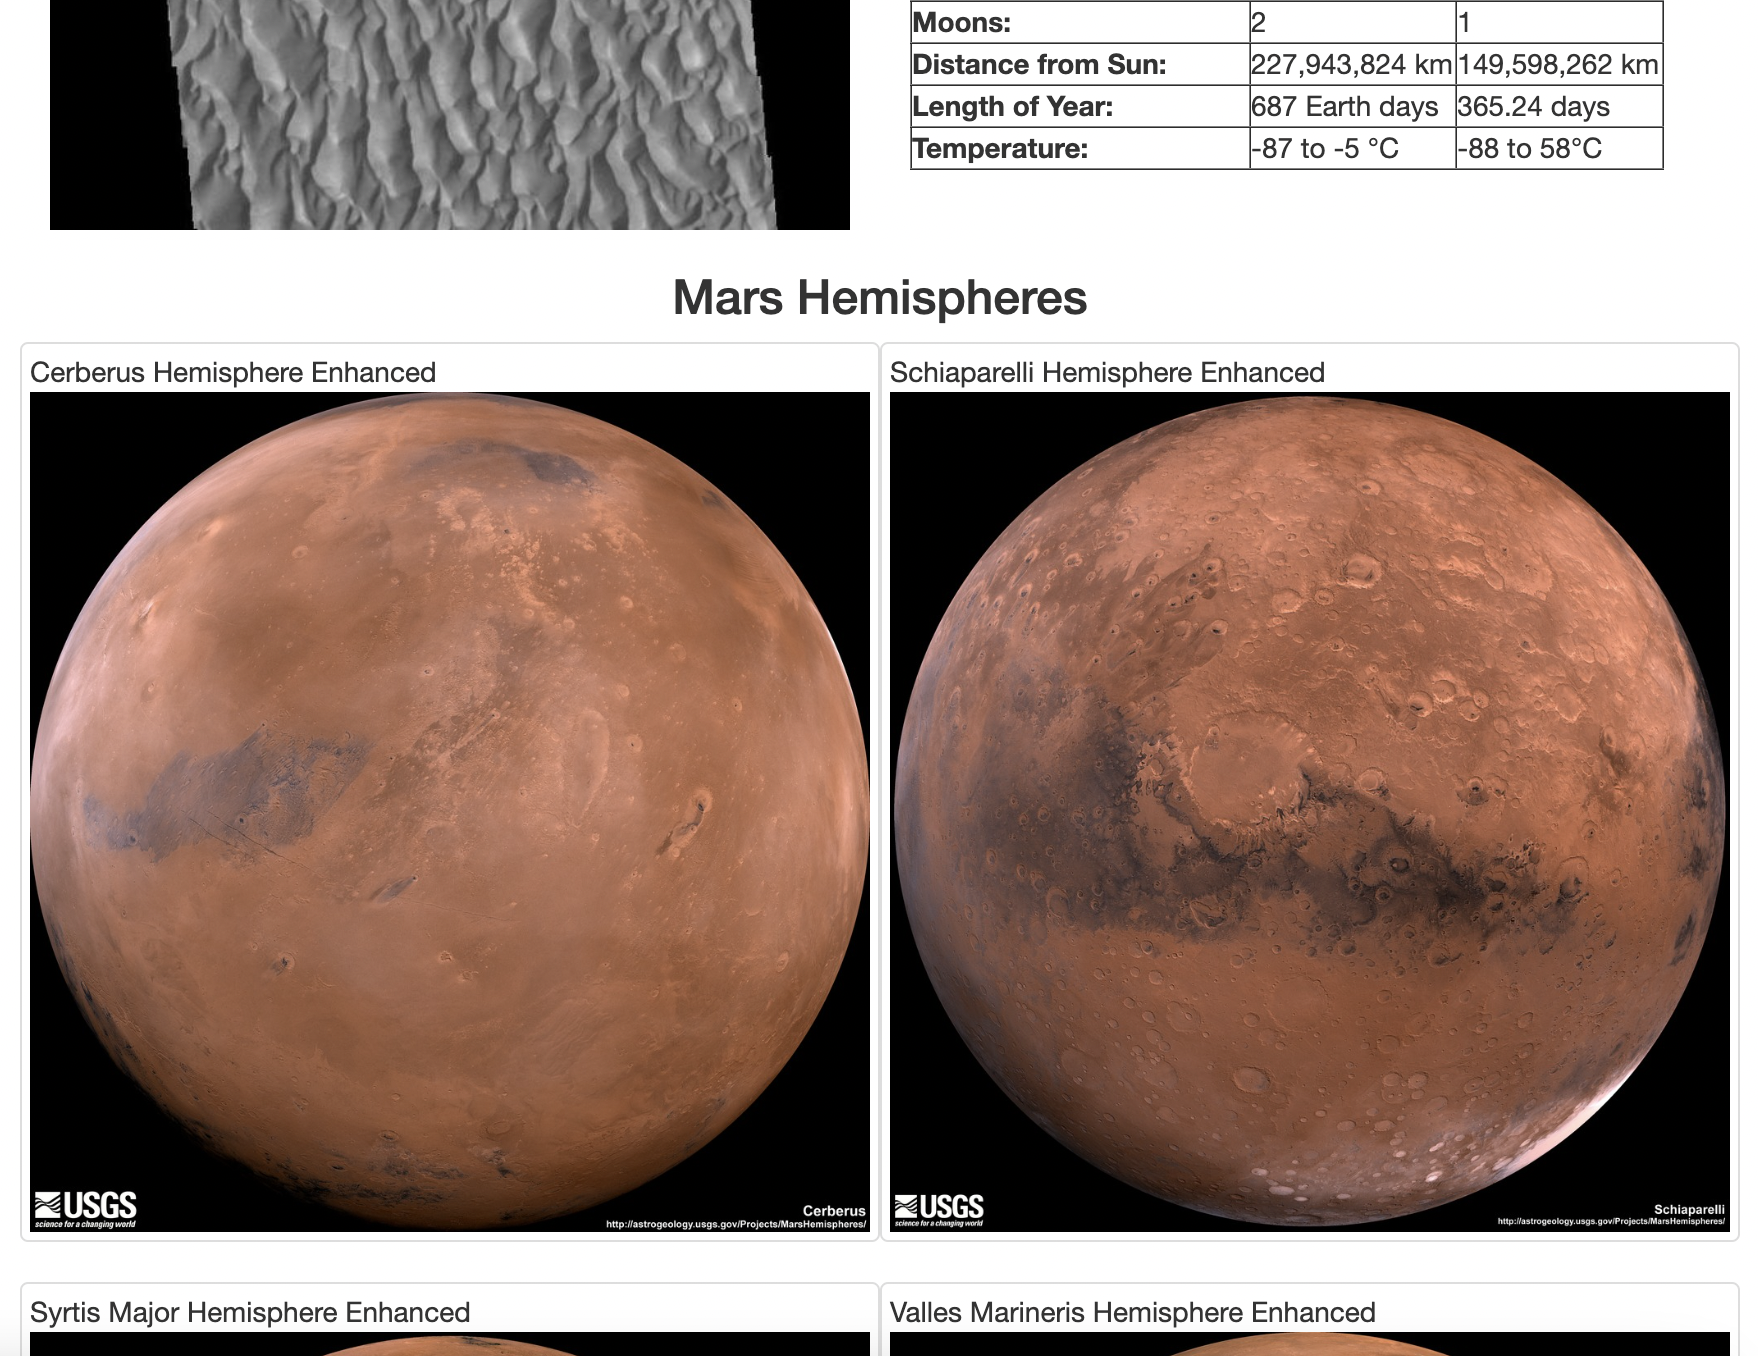 Moons: 2 1
Distance from Sun: 227,943,824 km 149,598,262 km
Length of Year: 687 Earth days 365.24 days
Temperature: -87 to -5 °C -88 to 58°C
Mars Hemispheres
Cerberus Hemisphere Enhanced
USGS
science for a changing world
Cerberus
http://astrogeology.usgs.gov/Projects/MarsHemispheres/
Schiaparelli Hemisphere Enhanced
USGS
science for a changing world
Schiaparelli
http://astrogeology.usgs.gov/Projects/MarsHemispheres/
Syrtis Major Hemisphere Enhanced
Valles Marineris Hemisphere Enhanced